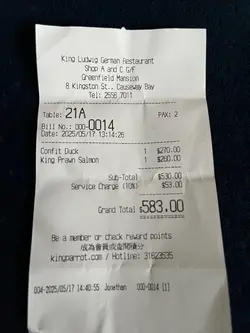 King Ludwig German Restaurant
Shop A and C G/F
Greenfield Mansion
8 Kingston St., Causeway Bay
Tel: 2556 7011
Table: 21A PAX: 2
Bill No.: 000-0014
Date: 2025/05/17 13:14:26
Confit Duck 1 $270.00
King Prawn Salmon 1 $260.00
Sub-Total $530.00
Service Charge (10%) $53.00
Grand Total $583.00
Be a member or check reward points
成為會員或查閱積分
kingparrot.com / Hotline: 31623535
004-2025/05/17 14:40:55 Jonathan 000-0014 [1]